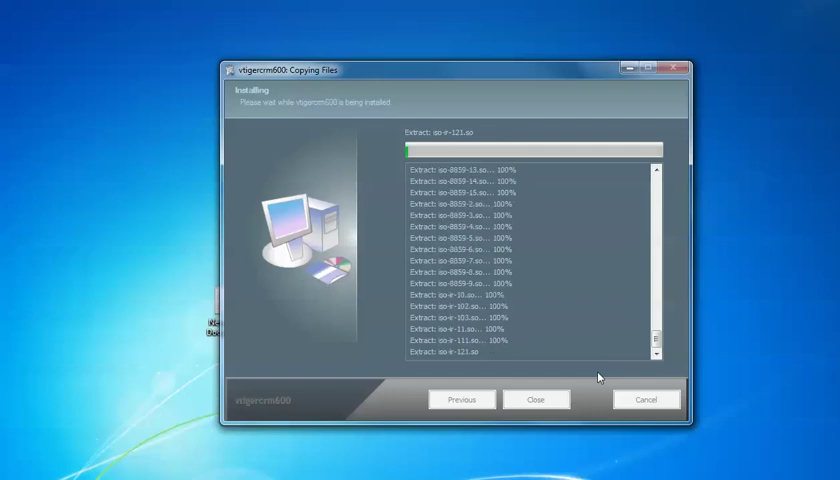 vtigercrm600: Copying Files
Installing
Please wait while vtigercrm600 is being installed.
Extract: iso-ir-121.so
Extract: iso-8859-13.so... 100%
Extract: iso-8859-14.so... 100%
Extract: iso-8859-15.so... 100%
Extract: iso-8859-2.so... 100%
Extract: iso-8859-3.so... 100%
Extract: iso-8859-4.so... 100%
Extract: iso-8859-5.so... 100%
Extract: iso-8859-6.so... 100%
Extract: iso-8859-7.so... 100%
Extract: iso-8859-8.so... 100%
Extract: iso-8859-9.so... 100%
Extract: iso-ir-10.so... 100%
Extract: iso-ir-102.so... 100%
Extract: iso-ir-103.so... 100%
Extract: iso-ir-11.so... 100%
Extract: iso-ir-111.so... 100%
Extract: iso-ir-121.so
vtigercrm600
Previous
Close
Cancel